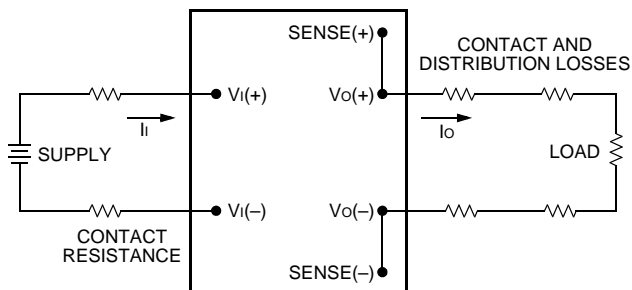 SENSE(+)
CONTACT AND
DISTRIBUTION LOSSES
VI(+)
VO(+)
II
IO
SUPPLY
LOAD
VI(–)
VO(–)
CONTACT
RESISTANCE
SENSE(–)